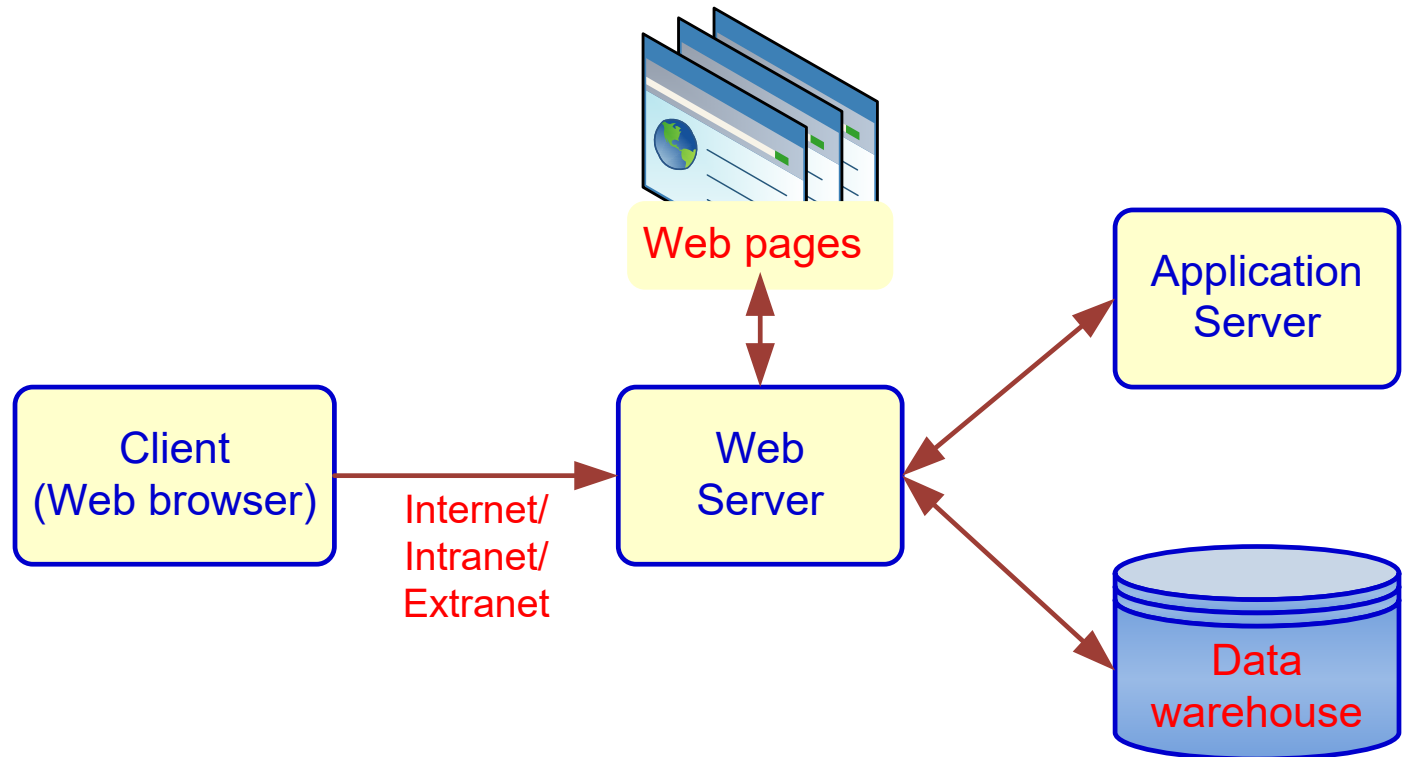 Web pages
Application
Server
Client
(Web browser)
Internet/
Intranet/
Extranet
Web
Server
Data
warehouse